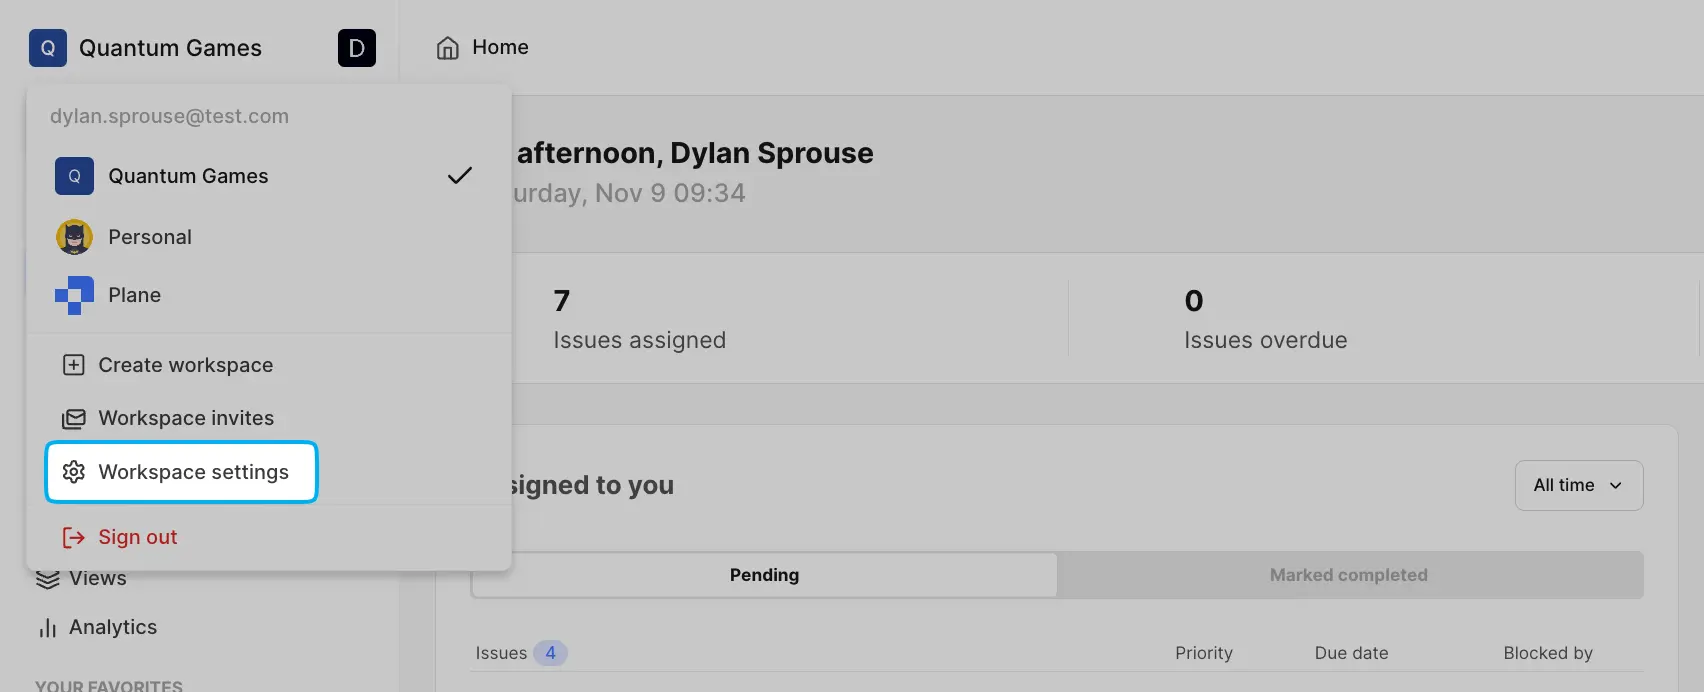 Q Quantum Games D
Home
dylan.sprouse@test.com
Q Quantum Games
Personal
Plane
Create workspace
Workspace invites
Workspace settings
Sign out
Views
Analytics
YOUR FAVORITES
afternoon, Dylan Sprouse
urday, Nov 9 09:34
7
Issues assigned
0
Issues overdue
signed to you
All time
Pending
Marked completed
Issues 4 Priority Due date Blocked by